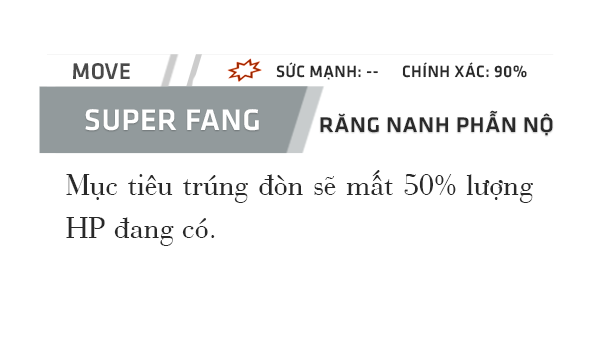 MOVE SỨC MẠNH: -- CHÍNH XÁC: 90%
SUPER FANG RĂNG NANH PHẪN NỘ
Mục tiêu trúng đòn sẽ mất 50% lượng
HP đang có.